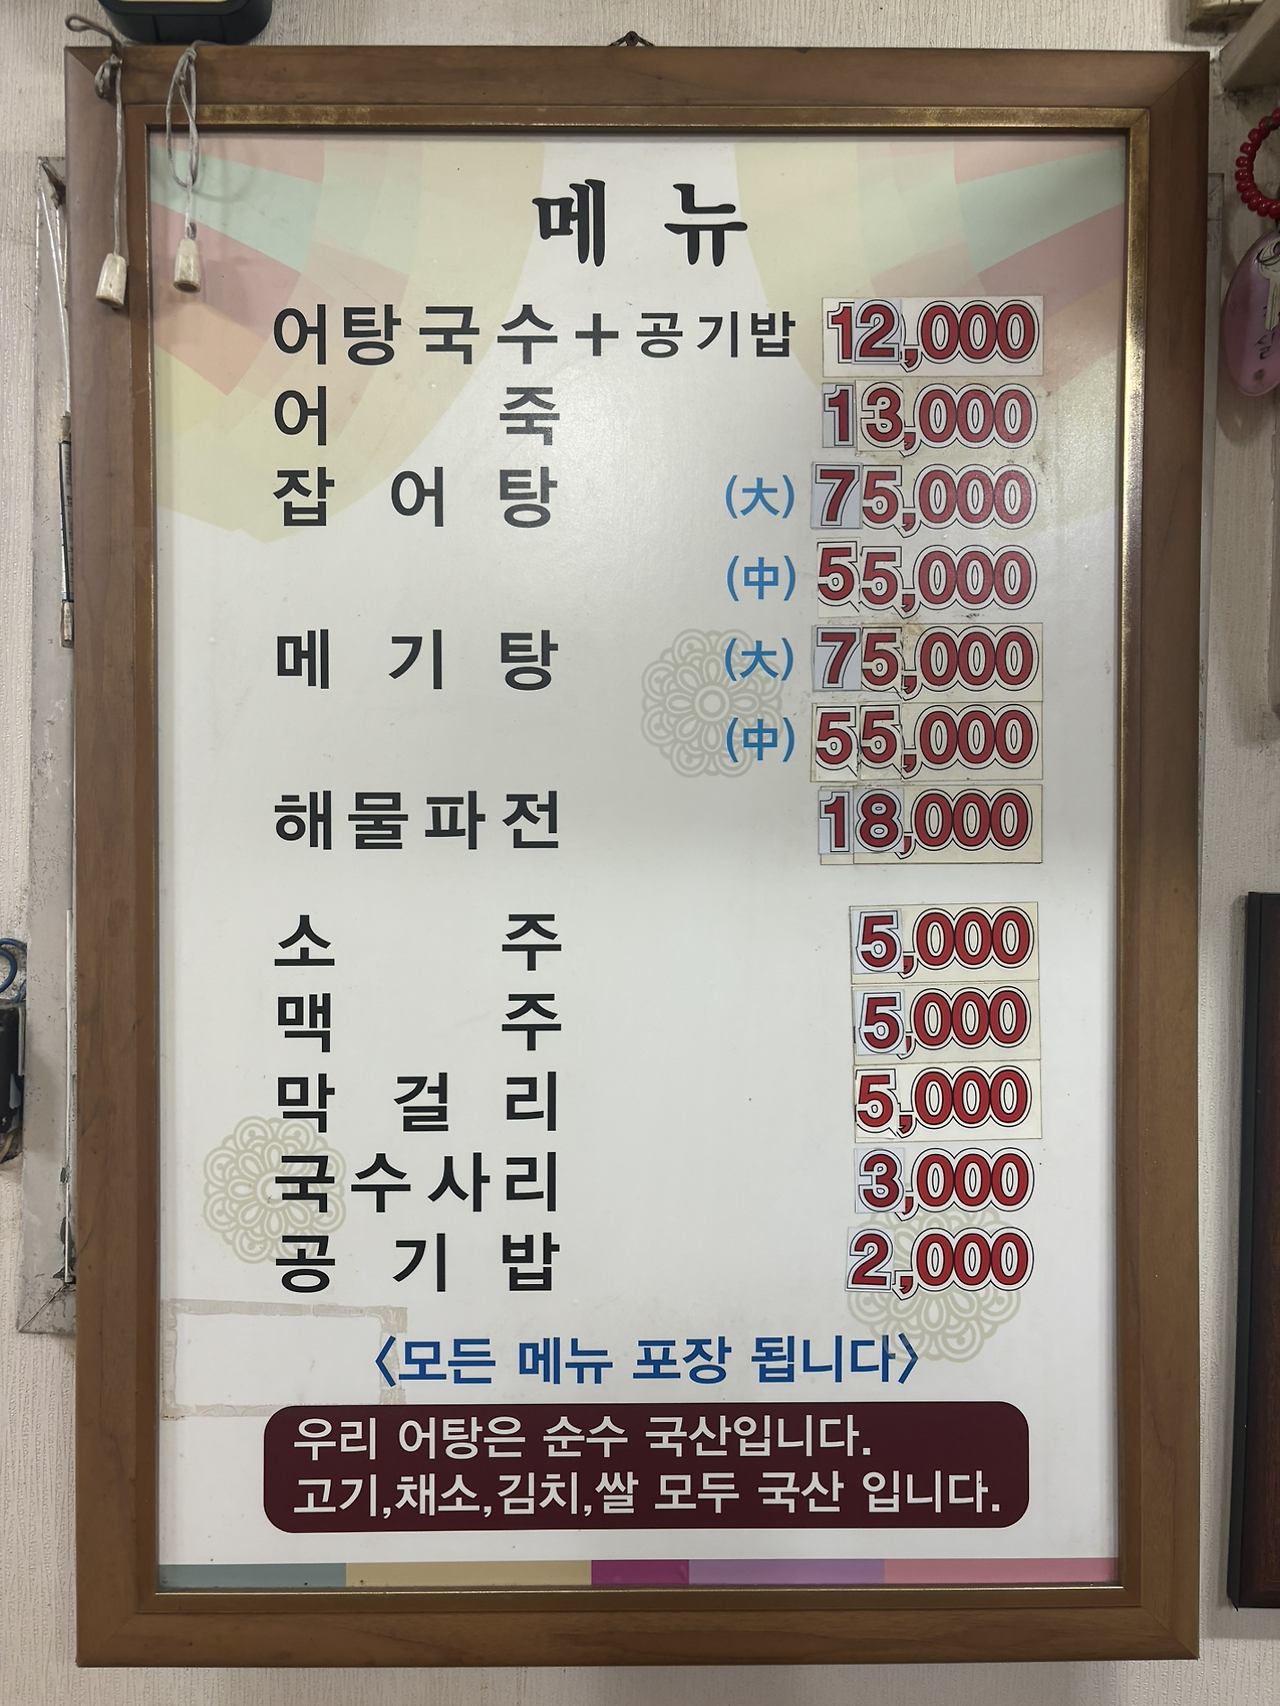 메뉴
어탕국수+공기밥 12,000
어죽 13,000
잡어탕 (大) 75,000
(中) 55,000
메기탕 (大) 75,000
(中) 55,000
해물파전 18,000
소주 5,000
맥주 5,000
막걸리 5,000
국수사리 3,000
공기밥 2,000
<모든 메뉴 포장 됩니다>
우리 어탕은 순수 국산입니다.
고기,채소,김치,쌀 모두 국산 입니다.